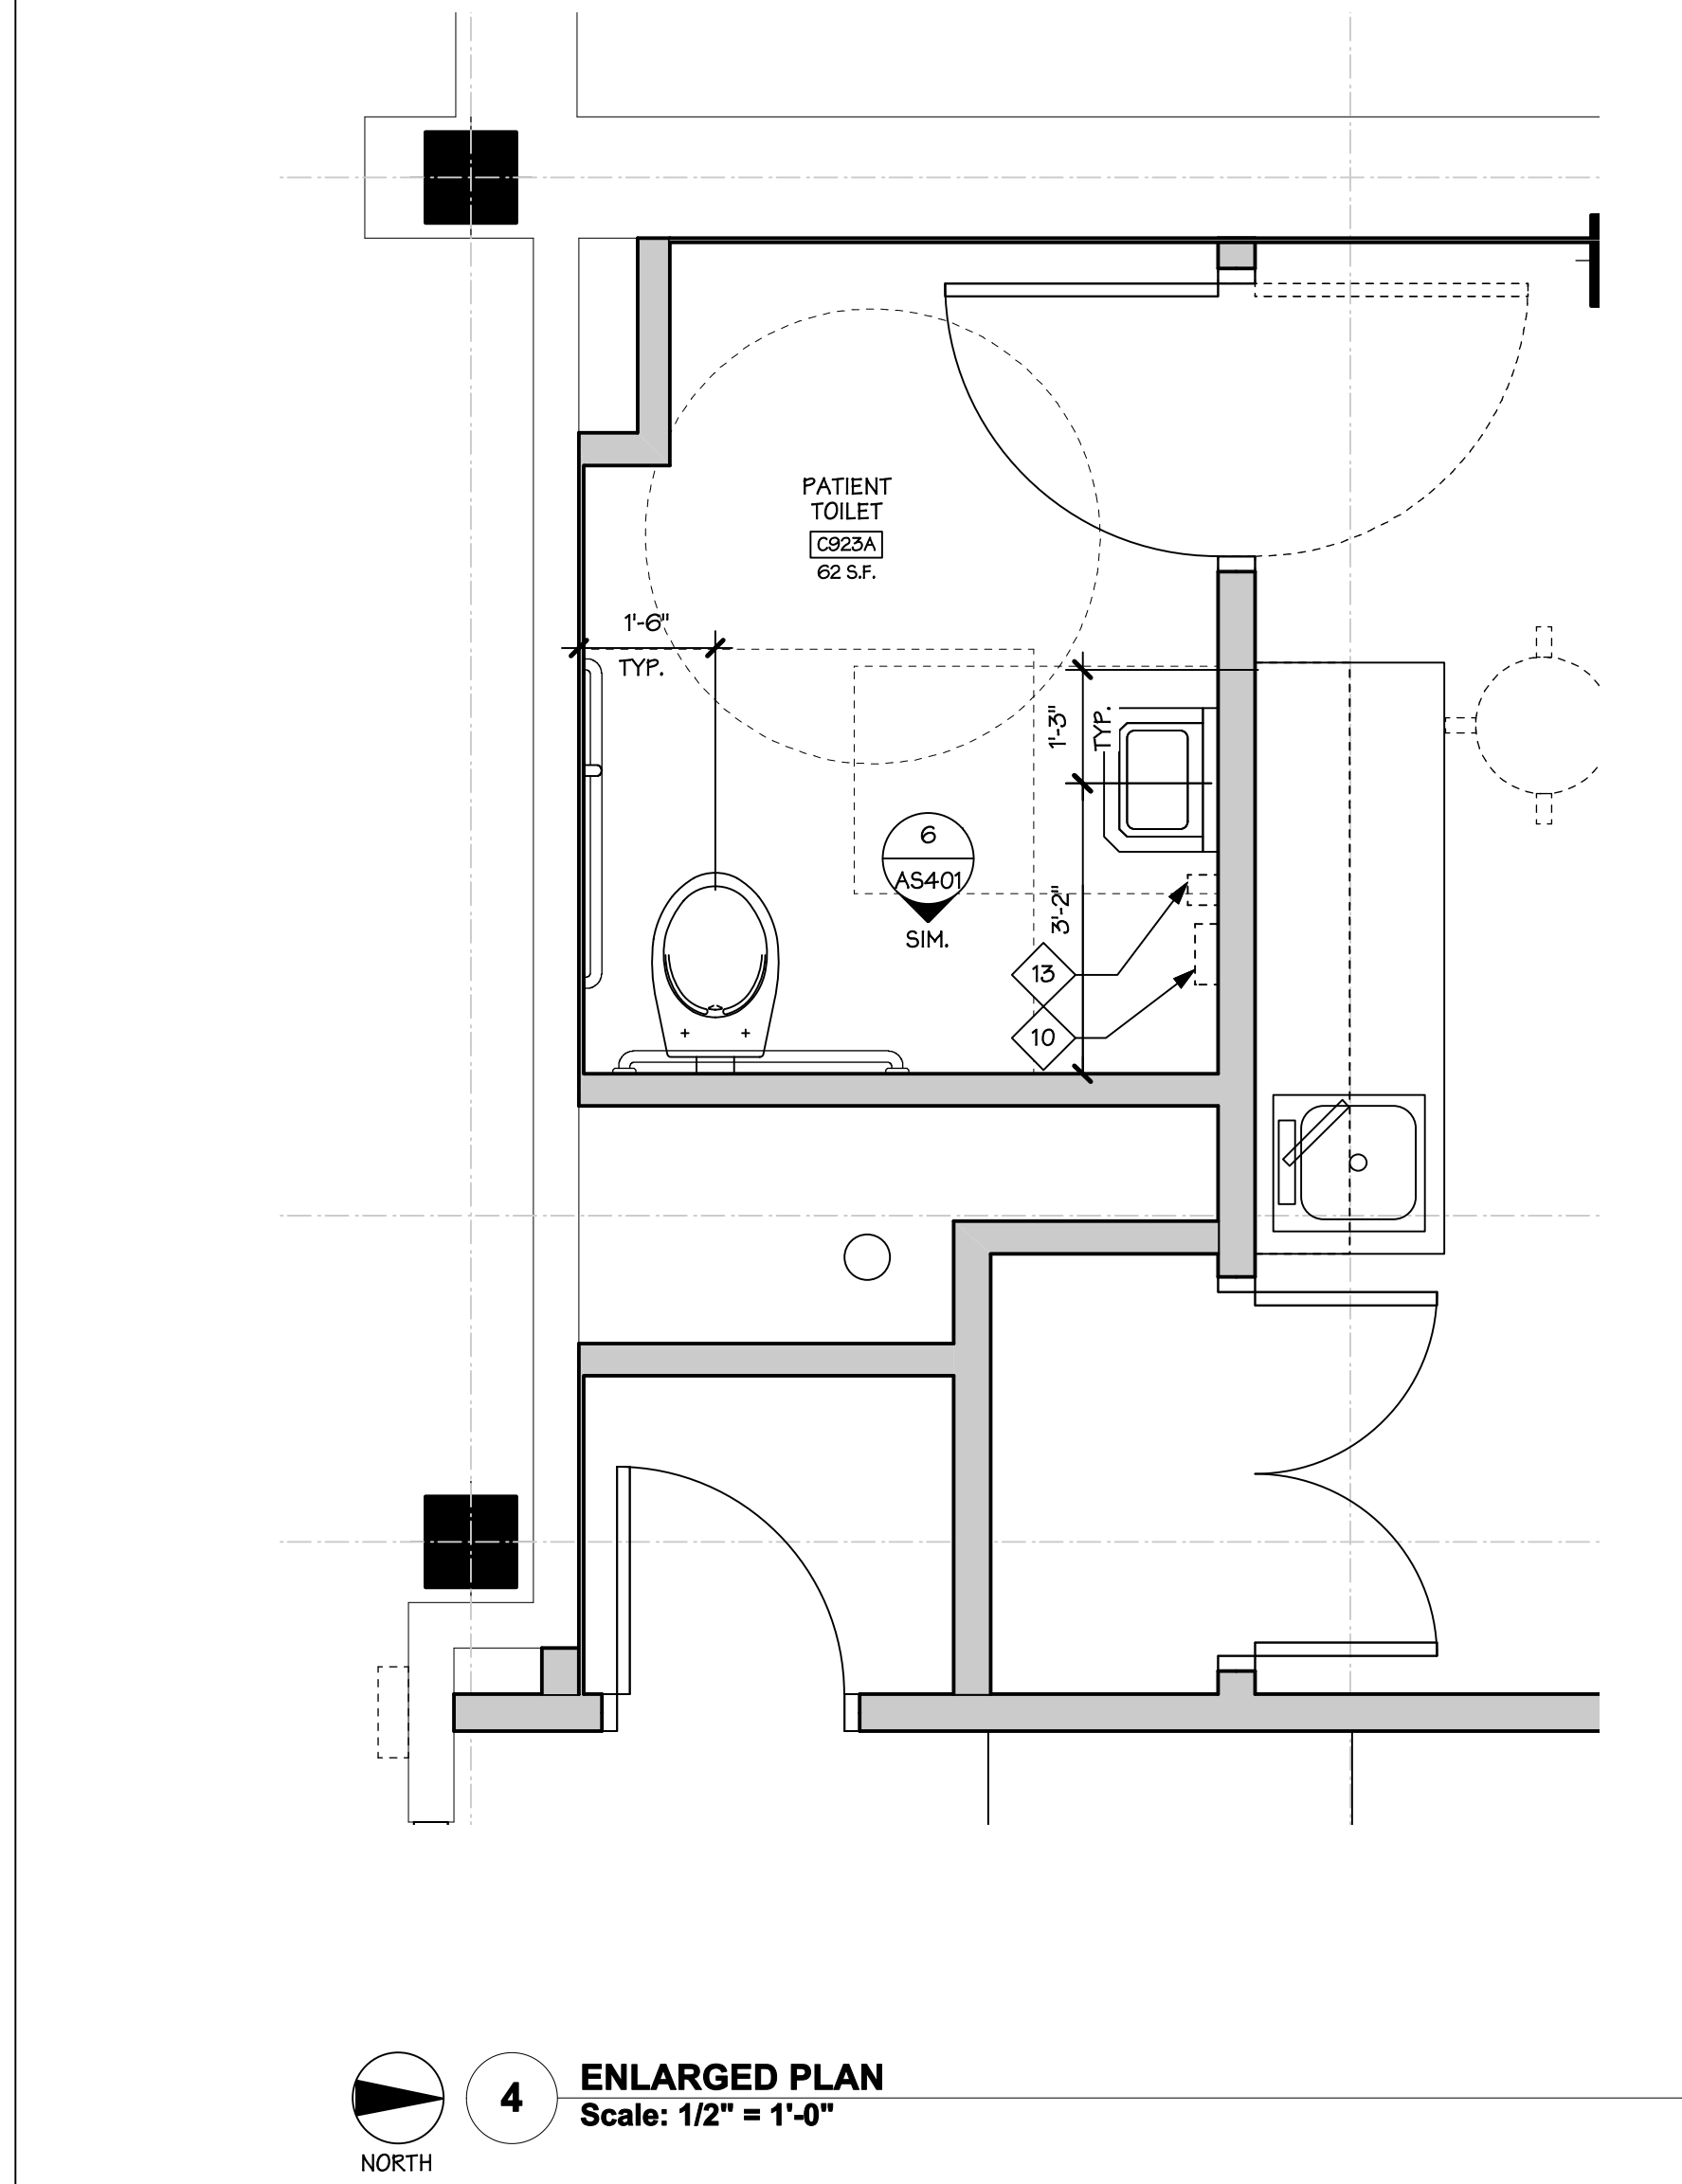 PATIENT
TOILET
C923A
62 S.F.
1'-6"
TYP.
1'-3"
TYP.
6
AS401
SIM.
3'-2"
13
10
4
ENLARGED PLAN
Scale: 1/2" = 1'-0"
NORTH